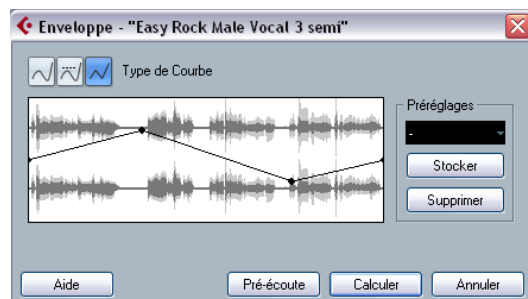 Enveloppe - "Easy Rock Male Vocal 3 semi"
Type de Courbe
Préréglages
-
Stocker
Supprimer
Aide
Pré-écoute
Calculer
Annuler